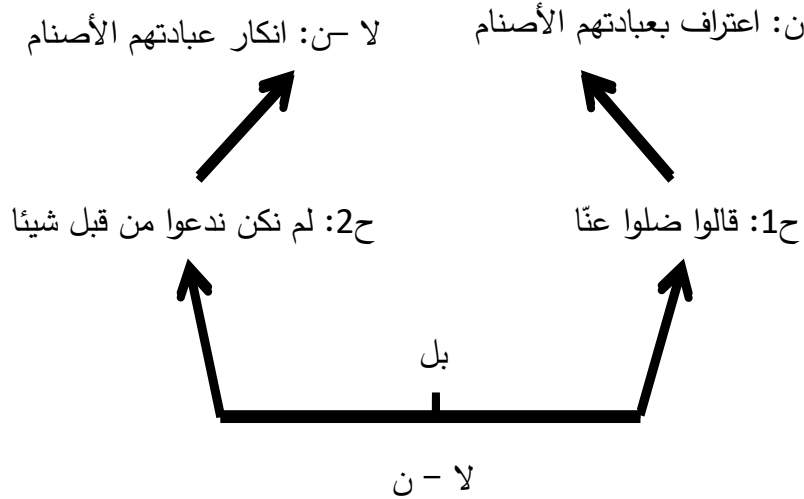 ن: اعتراف بعبادتهم الأصنام
لا –ن: انكار عبادتهم الأصنام
ح1: قالوا ضلوا عنّا
ح2: لم نكن ندعوا من قبل شيئا
بل
لا – ن